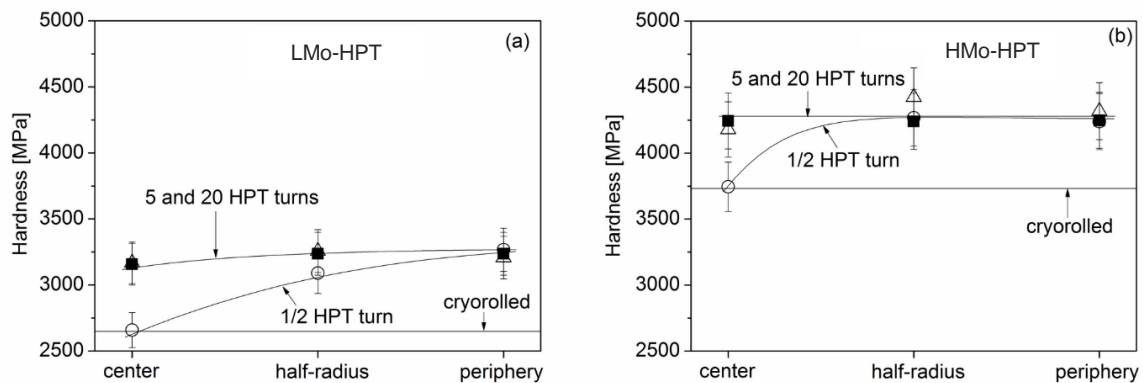 5000
4500
4000
3500
3000
2500
Hardness [MPa]
(a)
LMo-HPT
5 and 20 HPT turns
1/2 HPT turn
cryorolled
center
half-radius
periphery
5000
4500
4000
3500
3000
2500
Hardness [MPa]
(b)
HMo-HPT
5 and 20 HPT turns
1/2 HPT turn
cryorolled
center
half-radius
periphery